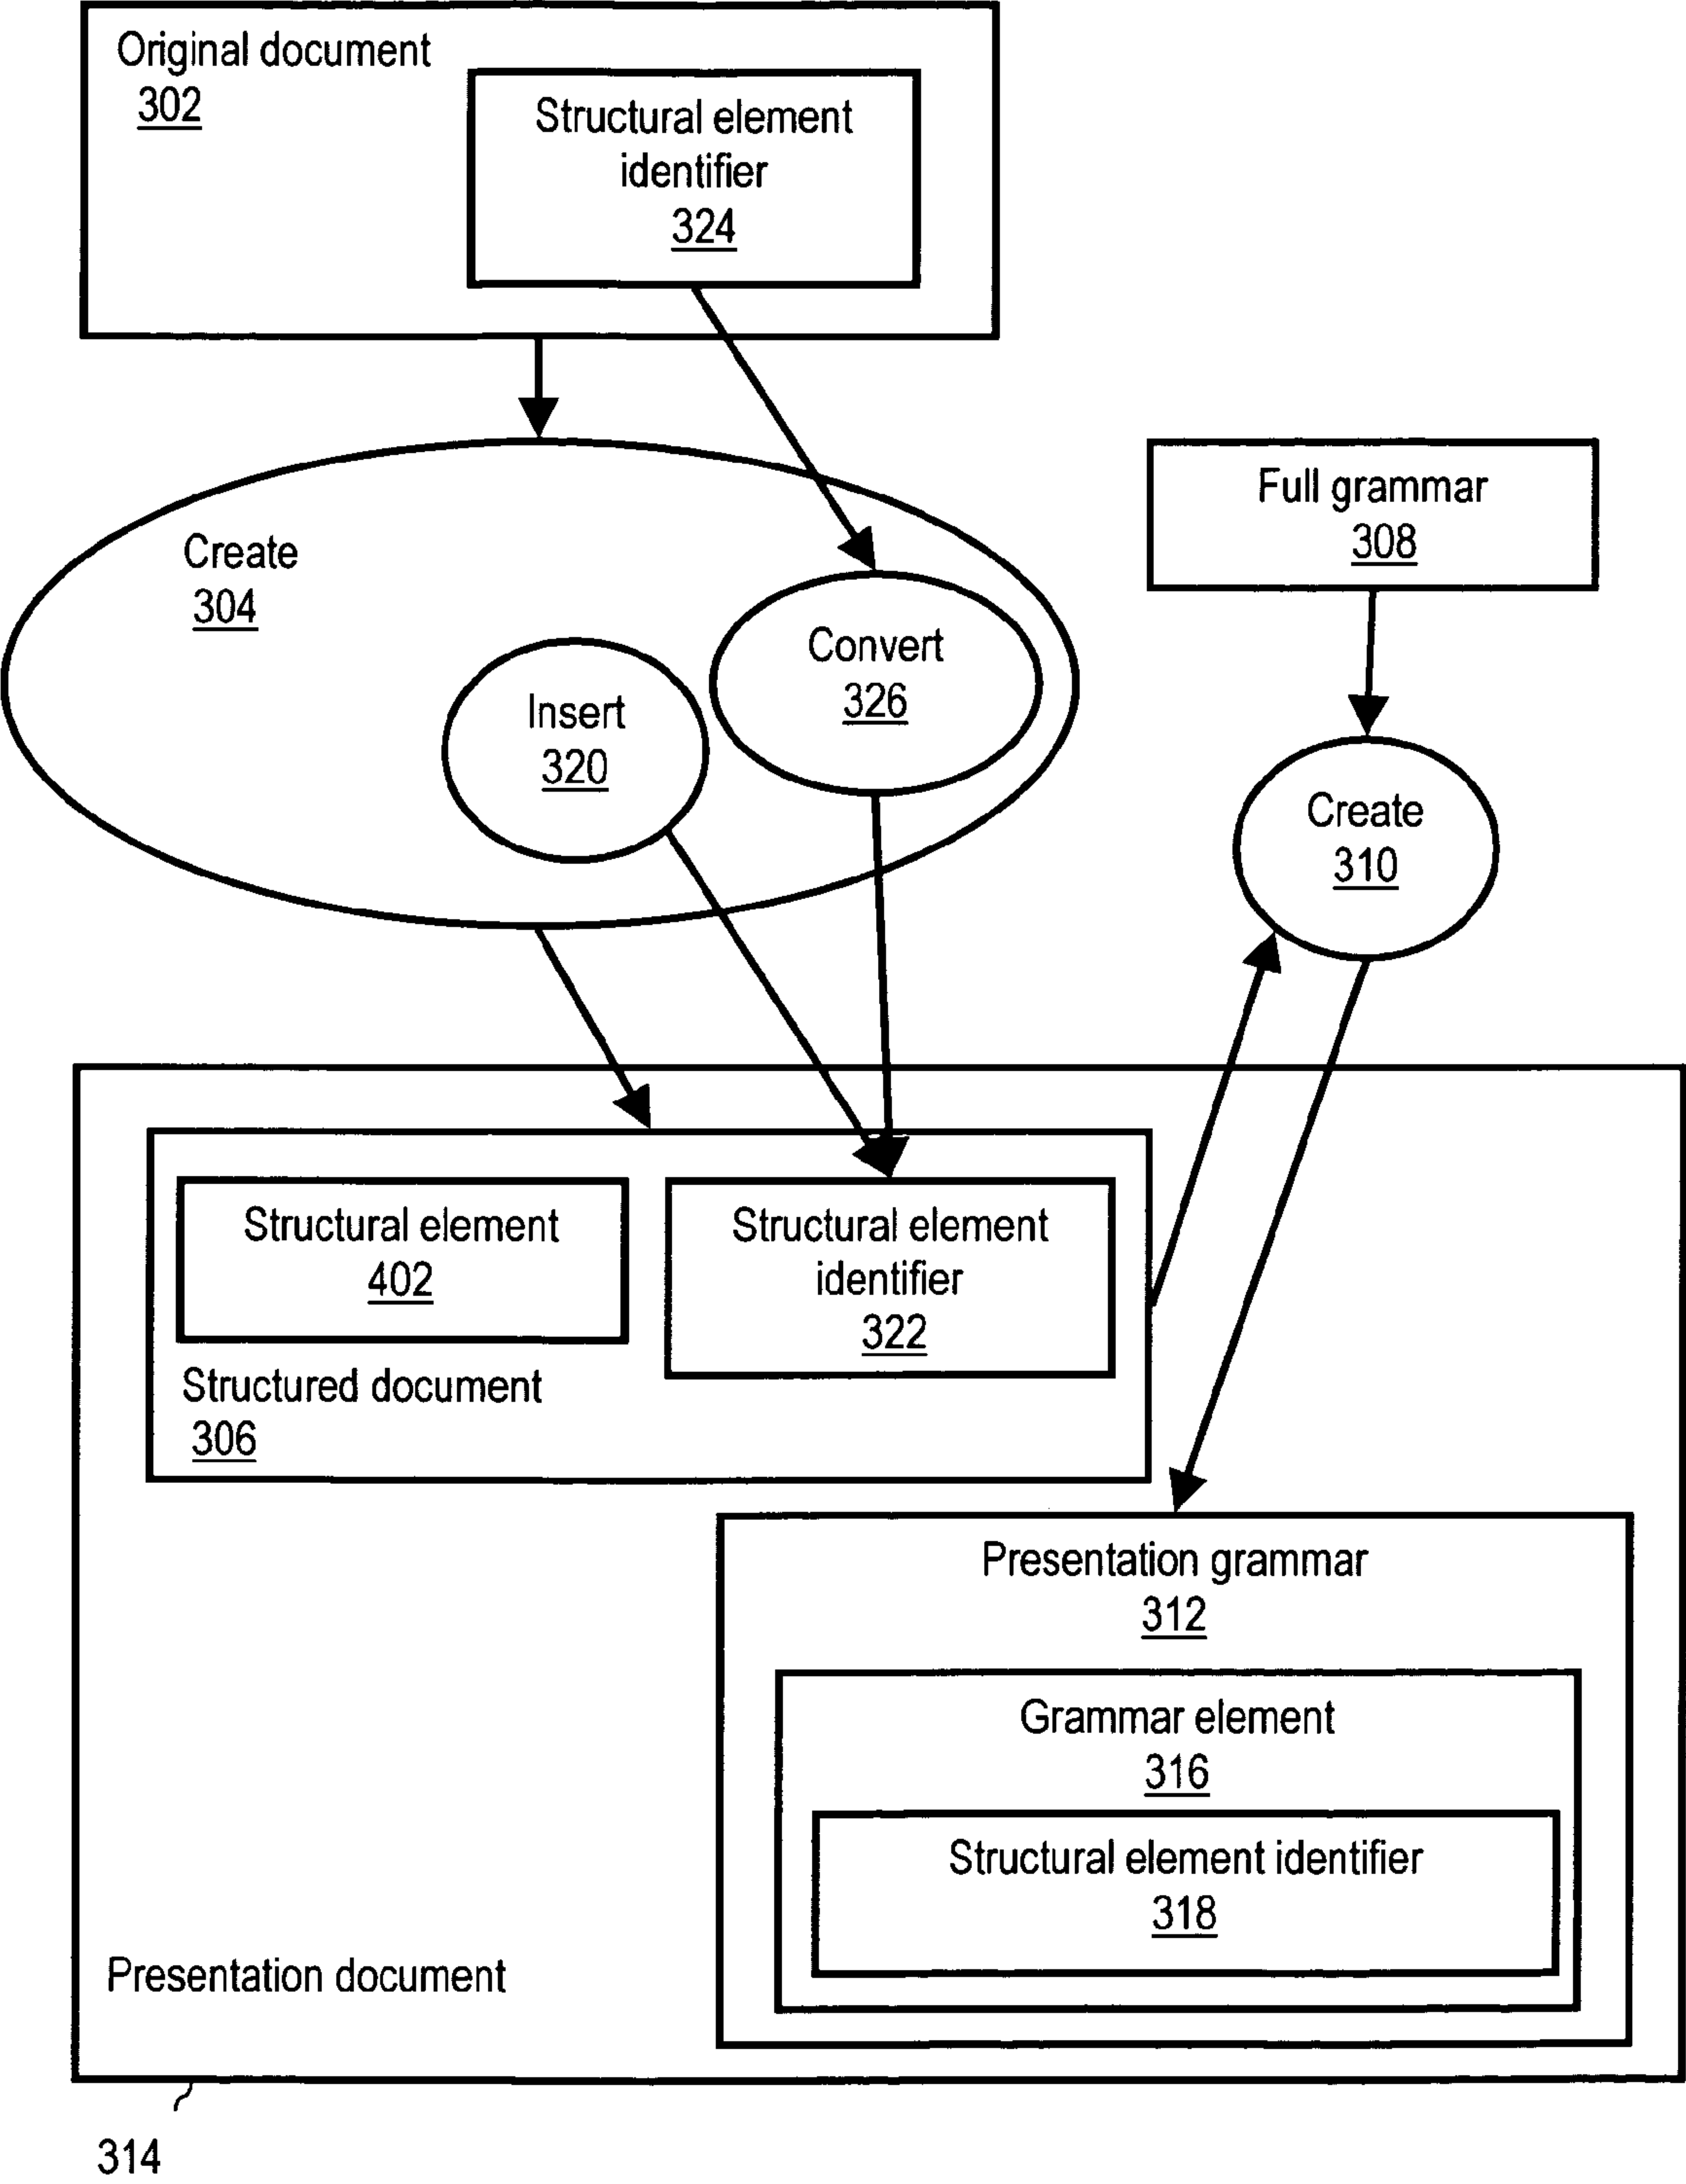 Original document
302
Structural element
identifier
324
Full grammar
308
Create
304
Convert
326
Insert
320
Create
310
Structural element
402
Structural element
identifier
322
Structured document
306
Presentation grammar
312
Grammar element
316
Structural element identifier
318
Presentation document
314